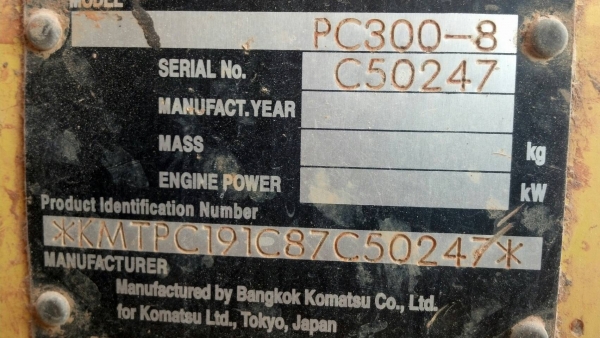 MODEL PC300-8
SERIAL No. C50247
MANUFACT. YEAR
MASS kg
ENGINE POWER kW
Product Identification Number
*KMTPC191C87C50247*
MANUFACTURER
Manufactured by Bangkok Komatsu Co., Ltd.
for Komatsu Ltd., Tokyo, Japan